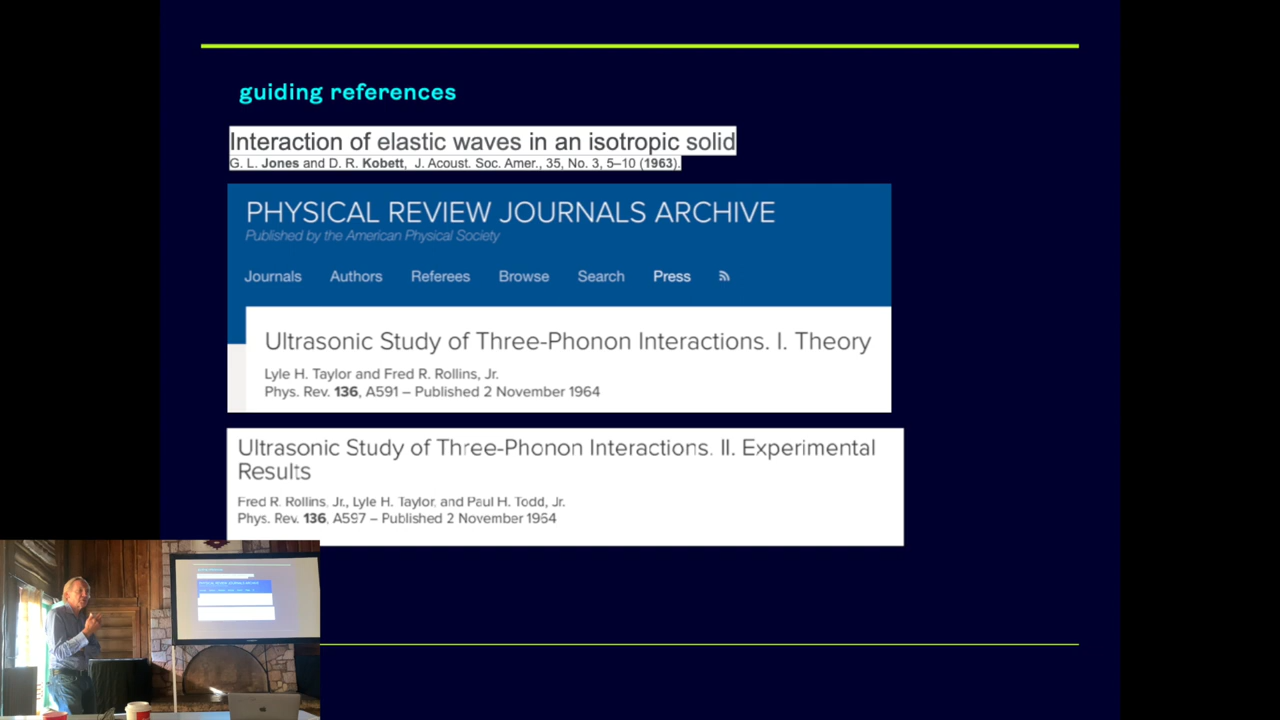 guiding references
Interaction of elastic waves in an isotropic solid
G. L. Jones and D. R. Kobett, J. Acoust. Soc. Amer., 35, No. 3, 5–10 (1963).
PHYSICAL REVIEW JOURNALS ARCHIVE
Published by the American Physical Society
Journals Authors Referees Browse Search Press
Ultrasonic Study of Three-Phonon Interactions. I. Theory
Lyle H. Taylor and Fred R. Rollins, Jr.
Phys. Rev. 136, A591 – Published 2 November 1964
Ultrasonic Study of Three-Phonon Interactions. II. Experimental
Results
Fred R. Rollins, Jr., Lyle H. Taylor, and Paul H. Todd, Jr.
Phys. Rev. 136, A597 – Published 2 November 1964